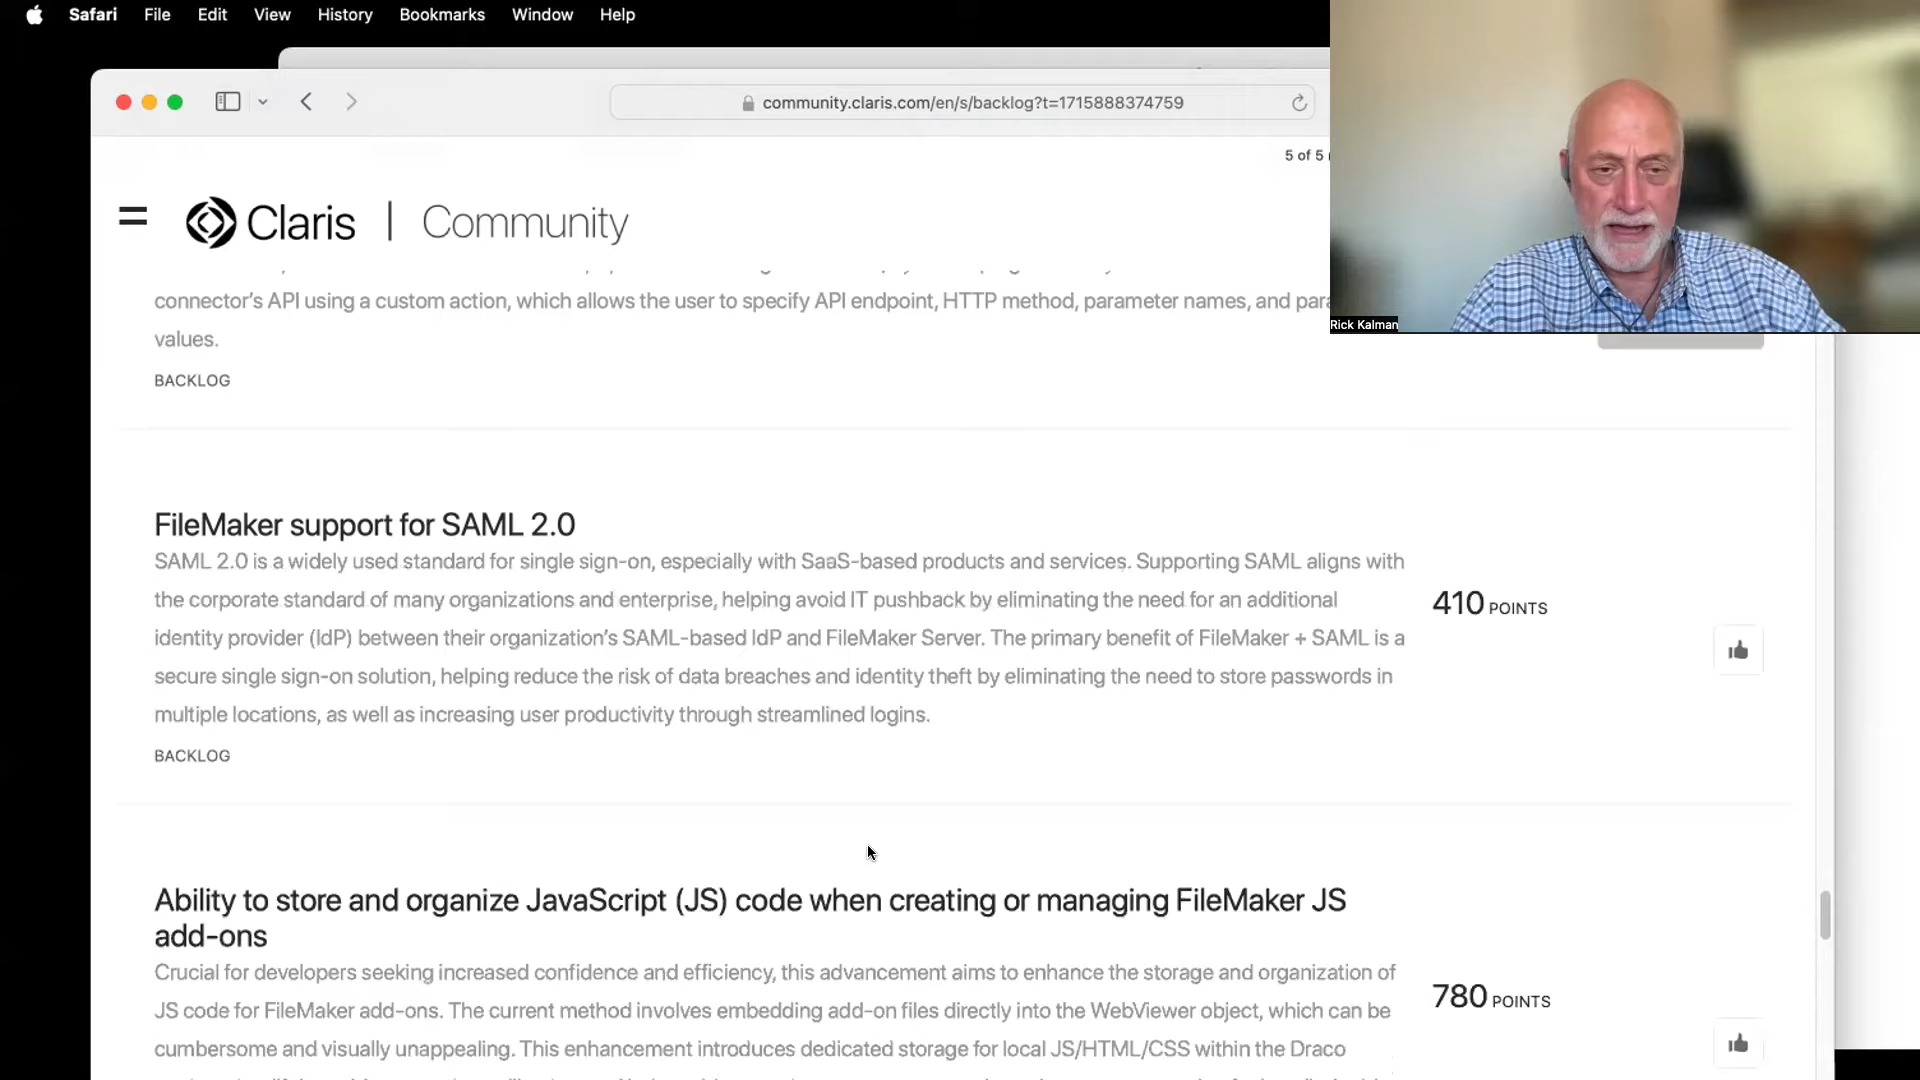 Safari File Edit View History Bookmarks Window Help
community.claris.com/en/s/backlog?t=1715888374759
5 of 5
Claris | Community
Rick Kalman
connector's API using a custom action, which allows the user to specify API endpoint, HTTP method, parameter names, and
values.
BACKLOG
FileMaker support for SAML 2.0
SAML 2.0 is a widely used standard for single sign-on, especially with SaaS-based products and services. Supporting SAML aligns with
the corporate standard of many organizations and enterprise, helping avoid IT pushback by eliminating the need for an additional
identity provider (IdP) between their organization's SAML-based IdP and FileMaker Server. The primary benefit of FileMaker + SAML is a
secure single sign-on solution, helping reduce the risk of data breaches and identity theft by eliminating the need to store passwords in
multiple locations, as well as increasing user productivity through streamlined logins.
410 POINTS
BACKLOG
Ability to store and organize JavaScript (JS) code when creating or managing FileMaker JS
add-ons
Crucial for developers seeking increased confidence and efficiency, this advancement aims to enhance the storage and organization of
JS code for FileMaker add-ons. The current method involves embedding add-on files directly into the WebViewer object, which can be
cumbersome and visually unappealing. This enhancement introduces dedicated storage for local JS/HTML/CSS within the Draco
780 POINTS